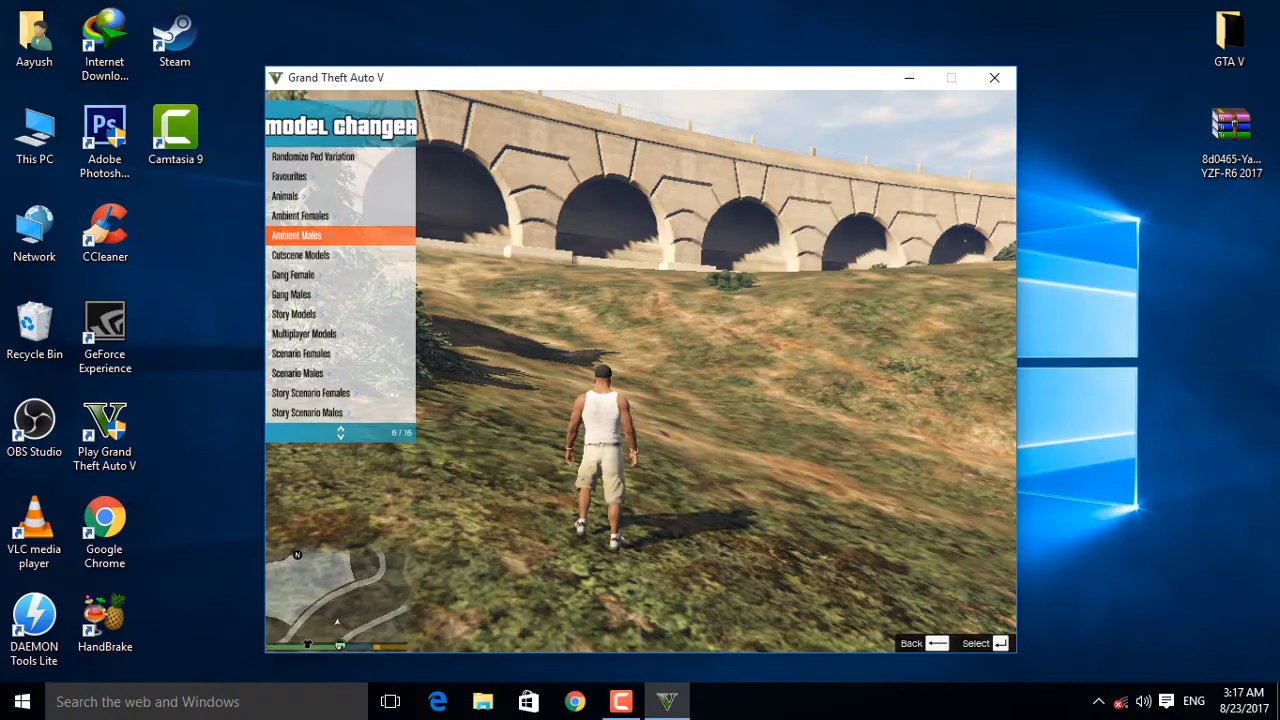 Aayush
Internet
Downlo...
Steam
GTA V
This PC
Adobe
Photosh...
Camtasia 9
8d0465-Ya...
YZF-R6 2017
Network
CCleaner
Recycle Bin
GeForce
Experience
OBS Studio
Play Grand
Theft Auto V
VLC media
player
Google
Chrome
DAEMON
Tools Lite
HandBrake
Grand Theft Auto V
model changer
Randomize Ped Variation
Favourites
Animals
Ambient Females
Ambient Males
Cutscene Models
Gang Female
Gang Males
Story Models
Multiplayer Models
Scenario Females
Scenario Males
Story Scenario Females
Story Scenario Males
6 / 16
N
Back
Select
Search the web and Windows
ENG
3:17 AM
8/23/2017